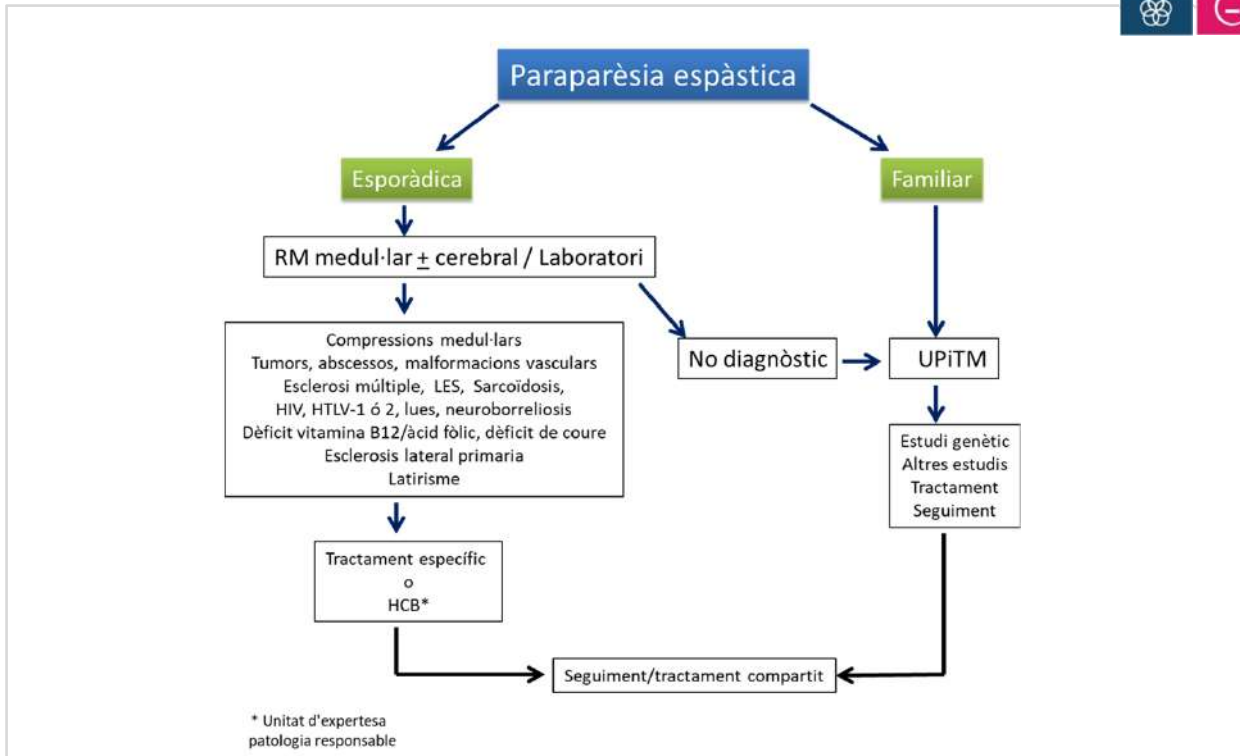 Paraparèsia espàstica
Esporàdica
Familiar
RM medul·lar ± cerebral / Laboratori
Compressions medul·lars
Tumors, abscessos, malformacions vasculars
Esclerosi múltiple, LES, Sarcoïdosis,
HIV, HTLV-1 ó 2, lues, neuroborreliosis
Dèficit vitamina B12/àcid fòlic, dèficit de coure
Esclerosis lateral primaria
Latirisme
No diagnòstic
UPiTM
Estudi genètic
Altres estudis
Tractament
Seguiment
Tractament específic
o
HCB*
Seguiment/tractament compartit
* Unitat d'expertesa
patologia responsable